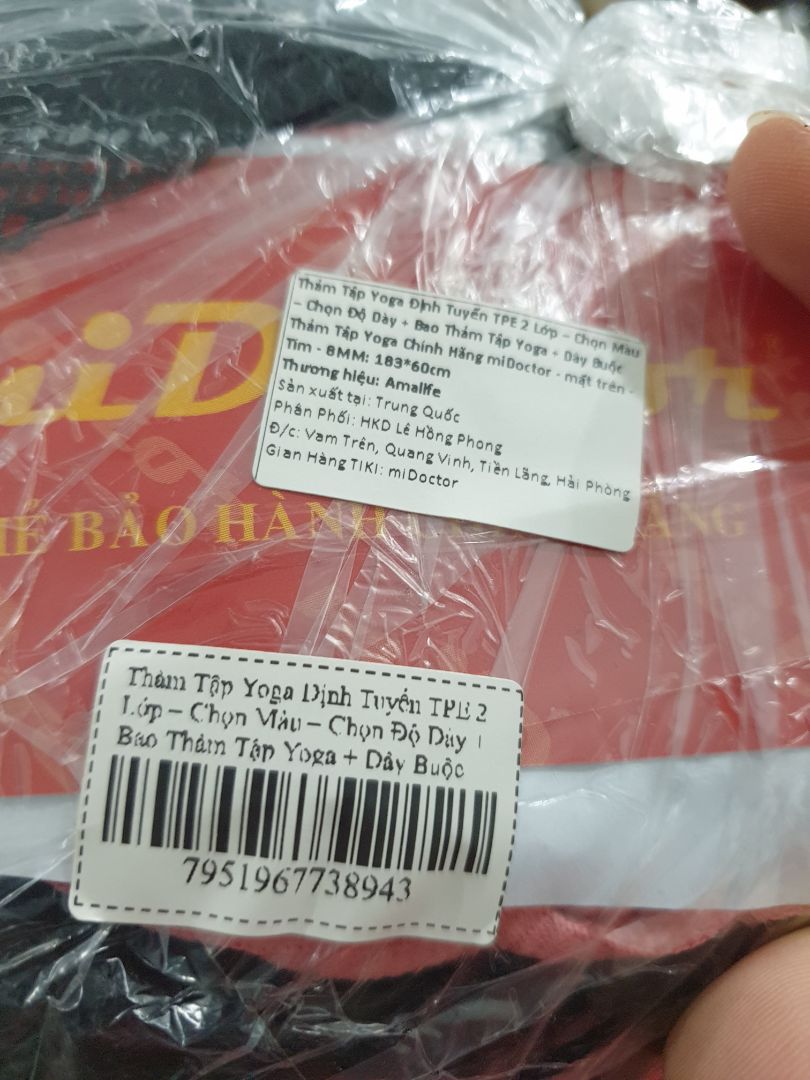 miD
Thảm Tập Yoga Định Tuyến TPE 2 Lớp – Chọn Màu
– Chọn Độ Dày + Bao Thảm Tập Yoga + Dây Buộc
Thảm Tập Yoga Chính Hãng miDoctor - mặt trên -
Tím - 8MM: 183*60cm
Thương hiệu: Amalife
Sản xuất tại: Trung Quốc
Phân Phối: HKD Lê Hồng Phong
Đ/c: Vam Trên, Quang Vinh, Tiền Lãng, Hải Phòng
Gian Hàng TIKI: miDoctor
BẢO HÀNH
Thảm Tập Yoga Định Tuyến TPE 2
Lớp – Chọn Màu – Chọn Độ Dày +
Bao Thảm Tập Yoga + Dây Buộc
7951967738943